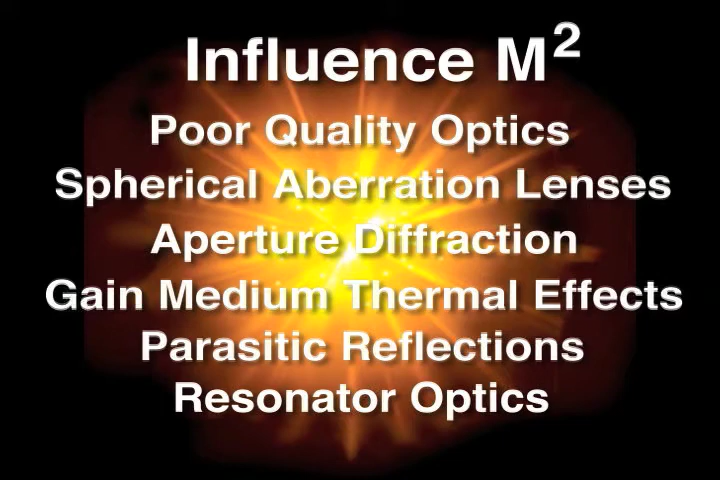 Influence M²
Poor Quality Optics
Spherical Aberration Lenses
Aperture Diffraction
Gain Medium Thermal Effects
Parasitic Reflections
Resonator Optics